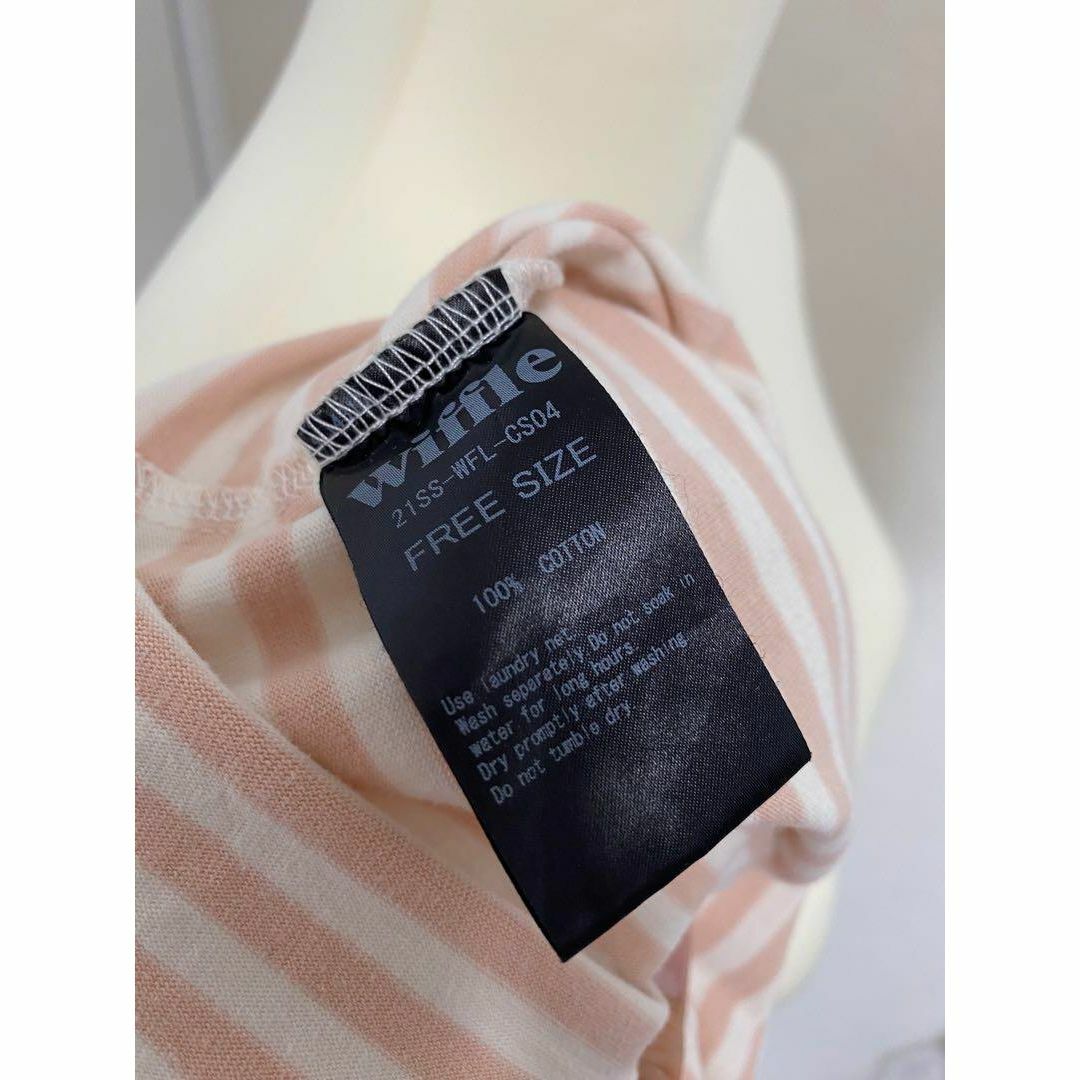 wiffle
21SS-WFL-CS04
FREE SIZE
100% COTTON
Use laundry net.
Wash separately.Do not soak in
water for long hours.
Dry promptly after washing.
Do not tumble dry.